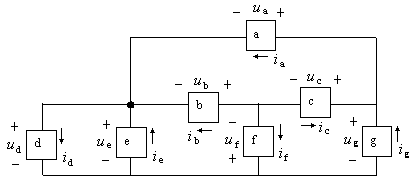 − u_a +
a
i_a
− u_b +
b
i_b
− u_c +
c
i_c
+ u_d −
d
i_d
+ u_e −
e
i_e
− u_f +
f
i_f
+ u_g −
g
i_g